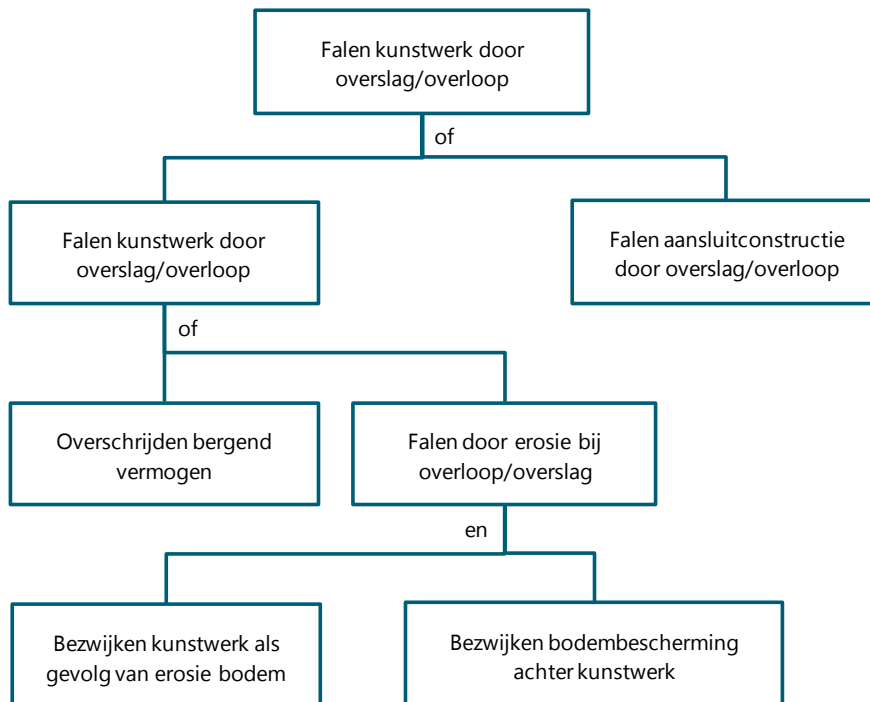 Falen kunstwerk door
overslag/overloop
of
Falen kunstwerk door
overslag/overloop
Falen aansluitconstructie
door overslag/overloop
of
Overschrijden bergend
vermogen
Falen door erosie bij
overloop/overslag
en
Bezwijken kunstwerk als
gevolg van erosie bodem
Bezwijken bodembescherming
achter kunstwerk